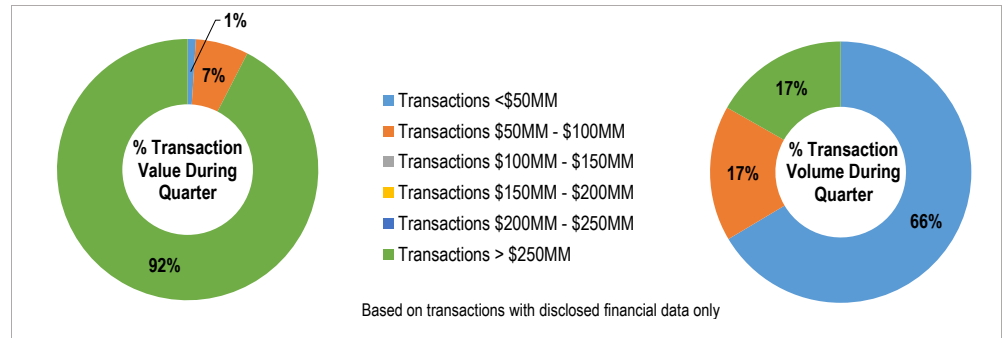 1%
7%
% Transaction
Value During
Quarter
92%
Transactions <$50MM
Transactions $50MM - $100MM
Transactions $100MM - $150MM
Transactions $150MM - $200MM
Transactions $200MM - $250MM
Transactions > $250MM
17%
17%
% Transaction
Volume During
Quarter
66%
Based on transactions with disclosed financial data only